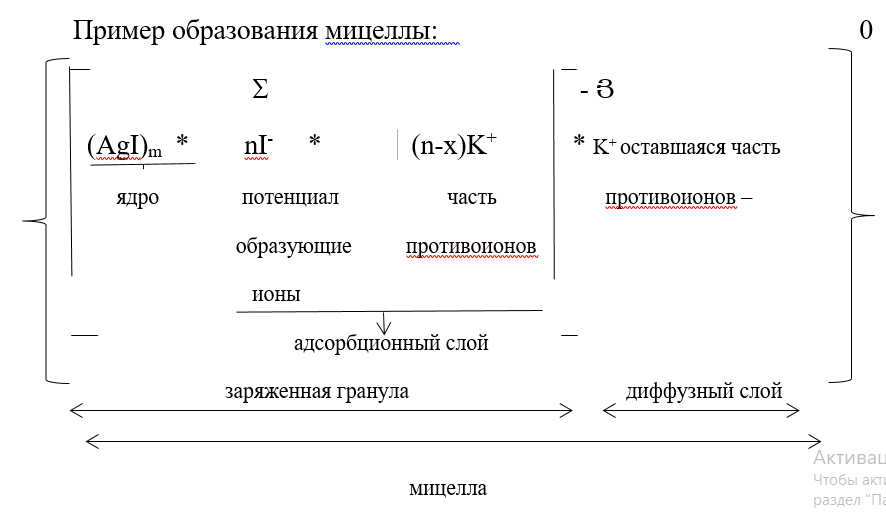 Пример образования мицеллы: 0
Σ - Ӡ
(AgI)m * nI- * (n-x)K+ * K+ оставшаяся часть
ядро потенциал часть противоионов –
образующие противоионов
ионы
адсорбционный слой
заряженная гранула диффузный слой
мицелла
Активац
Чтобы акти
раздел "Па